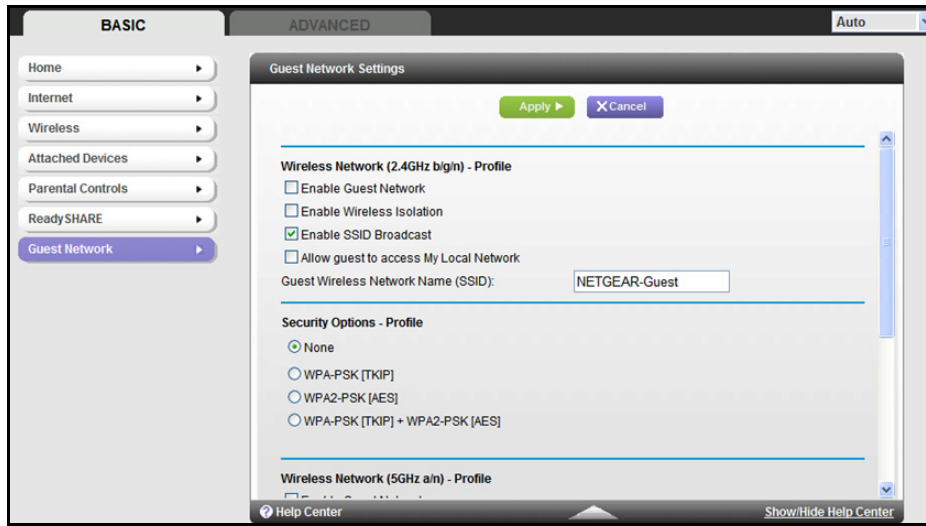 BASIC
ADVANCED
Auto
Home
Internet
Wireless
Attached Devices
Parental Controls
ReadySHARE
Guest Network
Guest Network Settings
Apply
Cancel
Wireless Network (2.4GHz b/g/n) - Profile
Enable Guest Network
Enable Wireless Isolation
Enable SSID Broadcast
Allow guest to access My Local Network
Guest Wireless Network Name (SSID): NETGEAR-Guest
Security Options - Profile
None
WPA-PSK [TKIP]
WPA2-PSK [AES]
WPA-PSK [TKIP] + WPA2-PSK [AES]
Wireless Network (5GHz a/n) - Profile
Help Center
Show/Hide Help Center